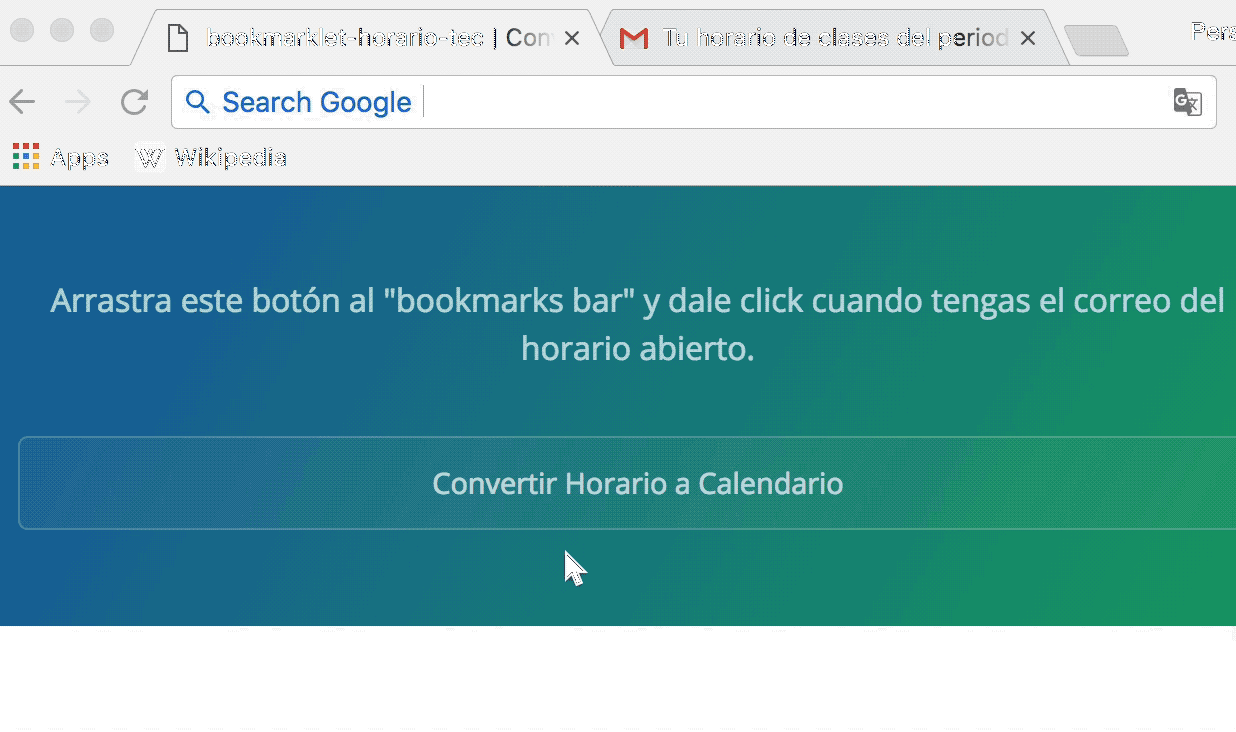 bookmarklet-horario-tec | Con
Tu horario de clases del period
Pers
Search Google
Apps
Wikipedia
Arrastra este botón al "bookmarks bar" y dale click cuando tengas el correo del
horario abierto.
Convertir Horario a Calendario